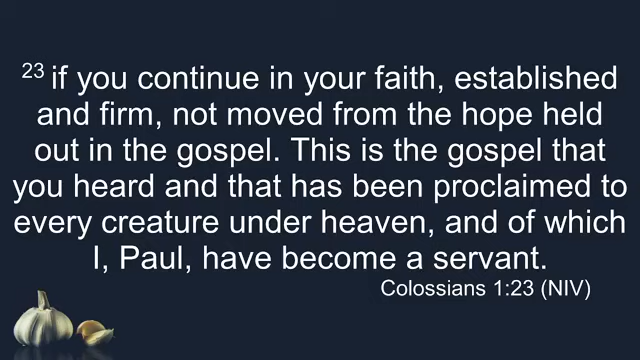 23 if you continue in your faith, established
and firm, not moved from the hope held
out in the gospel. This is the gospel that
you heard and that has been proclaimed to
every creature under heaven, and of which
I, Paul, have become a servant.
Colossians 1:23 (NIV)